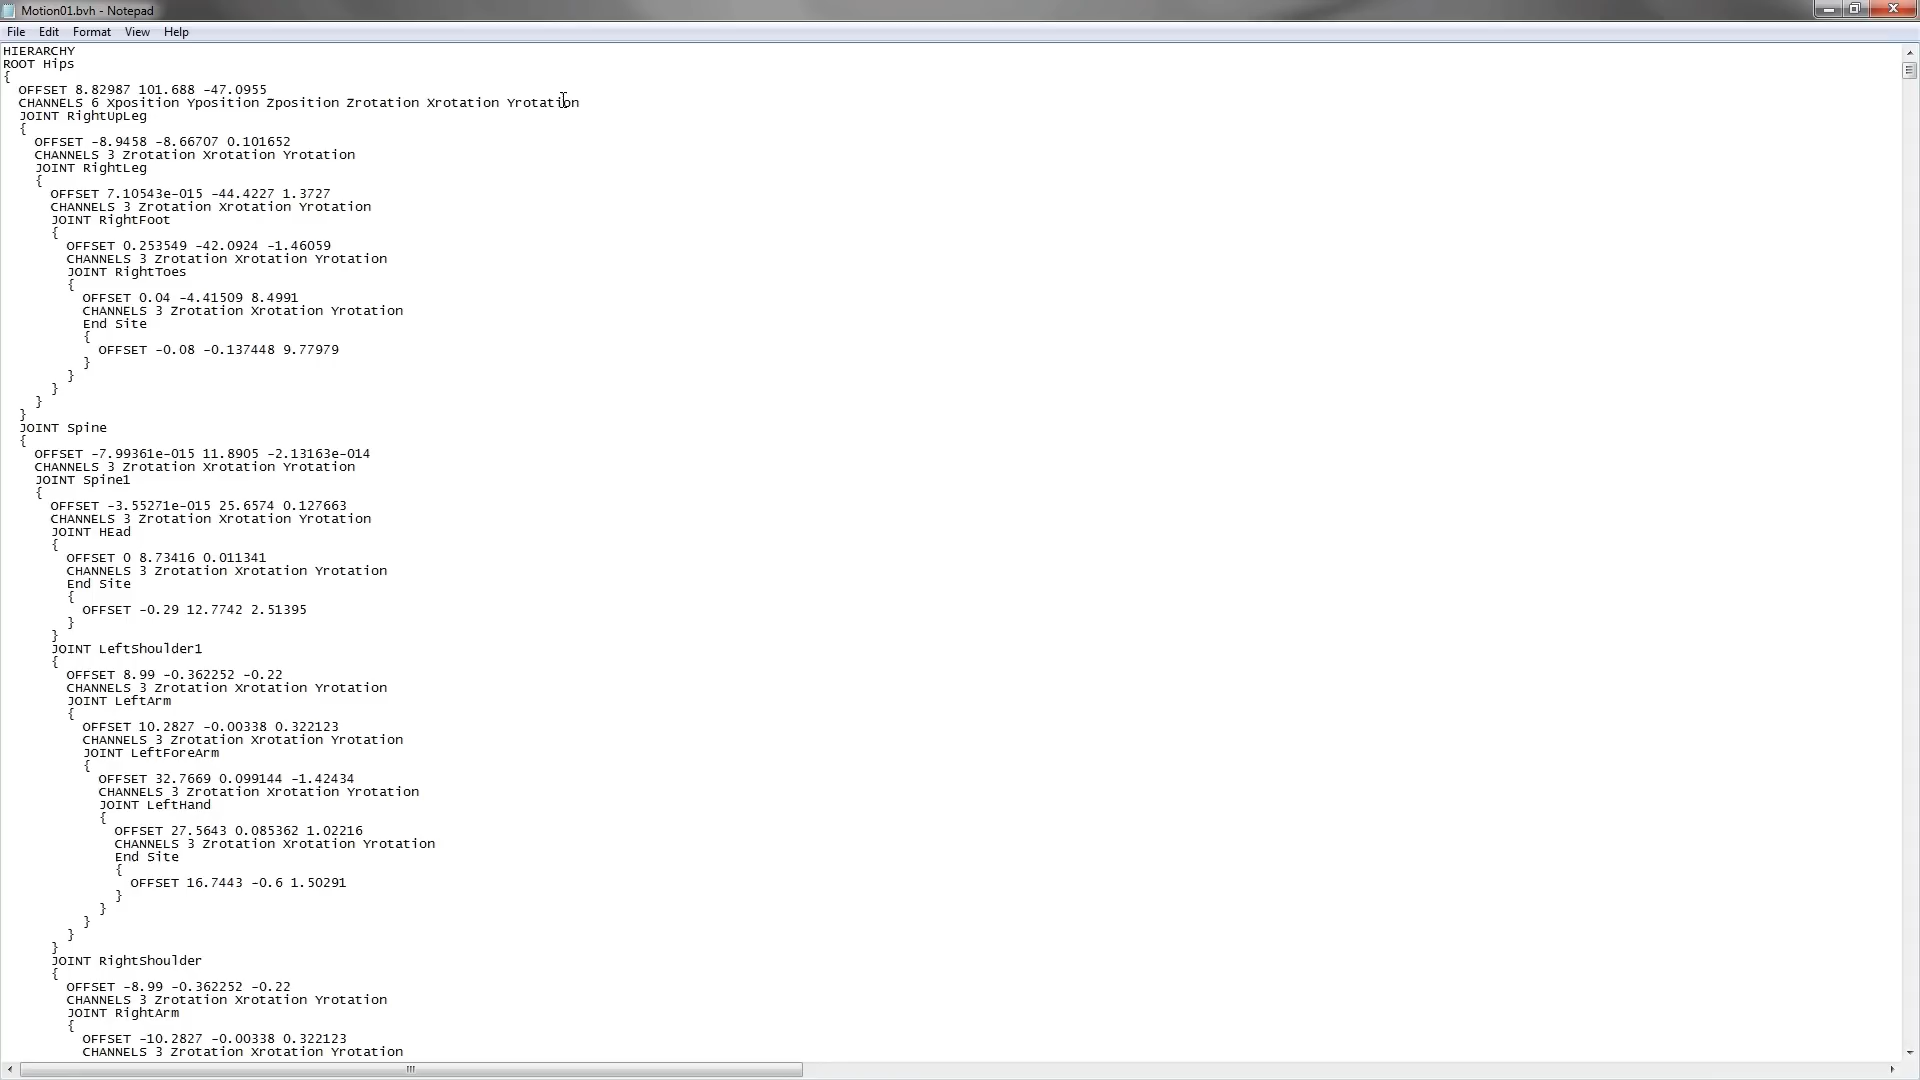 Motion01.bvh - Notepad
File Edit Format View Help
HIERARCHY
ROOT Hips
{
OFFSET 8.82987 101.688 -47.0955
CHANNELS 6 Xposition Yposition Zposition Zrotation Xrotation Yrotation
JOINT RightUpLeg
{
OFFSET -8.9458 -8.66707 0.101652
CHANNELS 3 Zrotation Xrotation Yrotation
JOINT RightLeg
{
OFFSET 7.10543e-015 -44.4227 1.3727
CHANNELS 3 Zrotation Xrotation Yrotation
JOINT RightFoot
{
OFFSET 0.253549 -42.0924 -1.46059
CHANNELS 3 Zrotation Xrotation Yrotation
JOINT RightToes
{
OFFSET 0.04 -4.41509 8.4991
CHANNELS 3 Zrotation Xrotation Yrotation
End Site
{
OFFSET -0.08 -0.137448 9.77979
}
}
}
}
}
JOINT Spine
{
OFFSET -7.99361e-015 11.8905 -2.13163e-014
CHANNELS 3 Zrotation Xrotation Yrotation
JOINT Spine1
{
OFFSET -3.55271e-015 25.6574 0.127663
CHANNELS 3 Zrotation Xrotation Yrotation
JOINT HEad
{
OFFSET 0 8.73416 0.011341
CHANNELS 3 Zrotation Xrotation Yrotation
End Site
{
OFFSET -0.29 12.7742 2.51395
}
}
JOINT LeftShoulder1
{
OFFSET 8.99 -0.362252 -0.22
CHANNELS 3 Zrotation Xrotation Yrotation
JOINT LeftArm
{
OFFSET 10.2827 -0.00338 0.322123
CHANNELS 3 Zrotation Xrotation Yrotation
JOINT LeftForeArm
{
OFFSET 32.7669 0.099144 -1.42434
CHANNELS 3 Zrotation Xrotation Yrotation
JOINT LeftHand
{
OFFSET 27.5643 0.085362 1.02216
CHANNELS 3 Zrotation Xrotation Yrotation
End Site
{
OFFSET 16.7443 -0.6 1.50291
}
}
}
}
}
JOINT RightShoulder
{
OFFSET -8.99 -0.362252 -0.22
CHANNELS 3 Zrotation Xrotation Yrotation
JOINT RightArm
{
OFFSET -10.2827 -0.00338 0.322123
CHANNELS 3 Zrotation Xrotation Yrotation